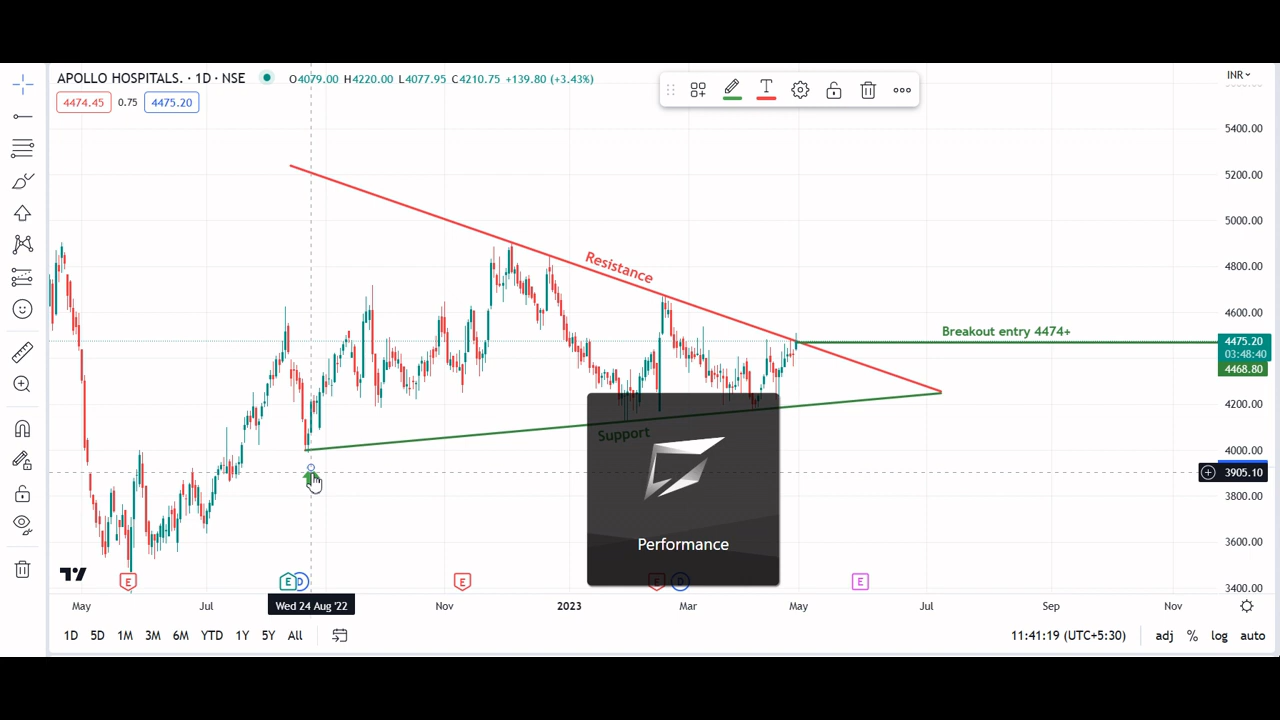 APOLLO HOSPITALS. · 1D · NSE
O4079.00 H4220.00 L4077.95 C4210.75 +139.80 (+3.43%)
INR
4474.45 0.75 4475.20
T
5400.00
5200.00
5000.00
4800.00
4600.00
4475.20
03:48:40
4468.80
4200.00
4000.00
3905.10
3800.00
3600.00
3400.00
Resistance
Breakout entry 4474+
Support
Performance
E
E D
E
E D
E
May
Jul
Wed 24 Aug '22
Nov
2023
Mar
May
Jul
Sep
Nov
1D 5D 1M 3M 6M YTD 1Y 5Y All
11:41:19 (UTC+5:30) adj % log auto